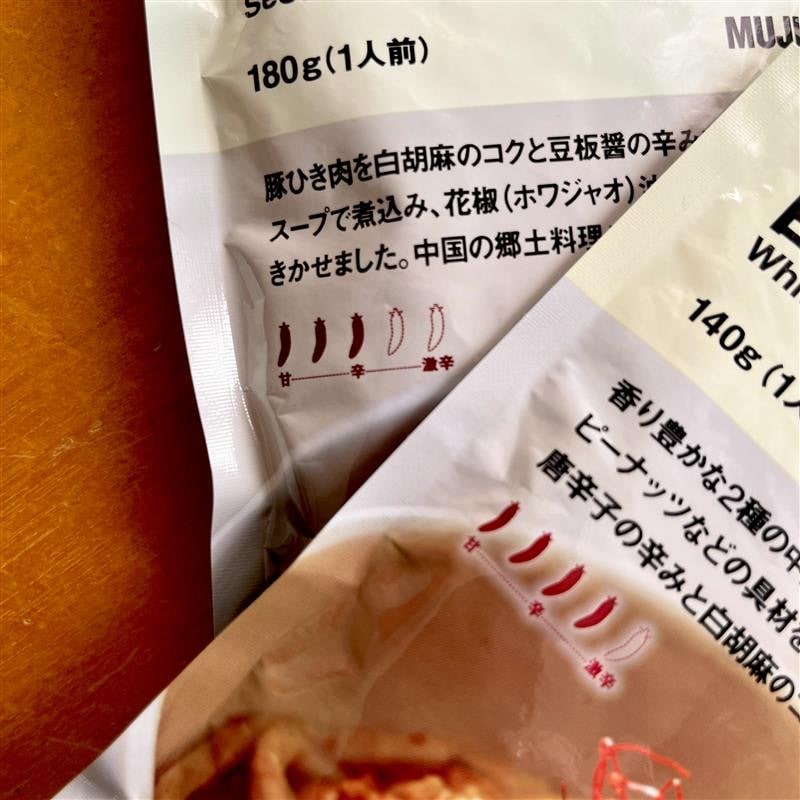 180g(1人前)
MUJI
豚ひき肉を白胡麻のコクと豆板醤の辛み
スープで煮込み、花椒(ホワジャオ)油
きかせました。中国の郷土料理
甘 辛 激辛
140g(1人
香り豊かな2種の中
ピーナッツなどの具材を
唐辛子の辛みと白胡麻のコ
甘 辛 激辛